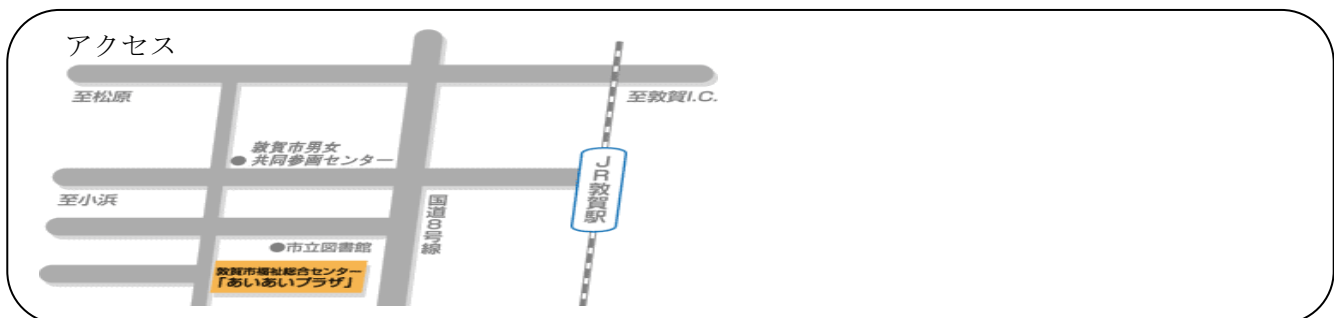 アクセス
至松原
至敦賀I.C.
敦賀市男女
●共同参画センター
JR敦賀駅
至小浜
国道8号線
●市立図書館
敦賀市福祉総合センター
「あいあいプラザ」